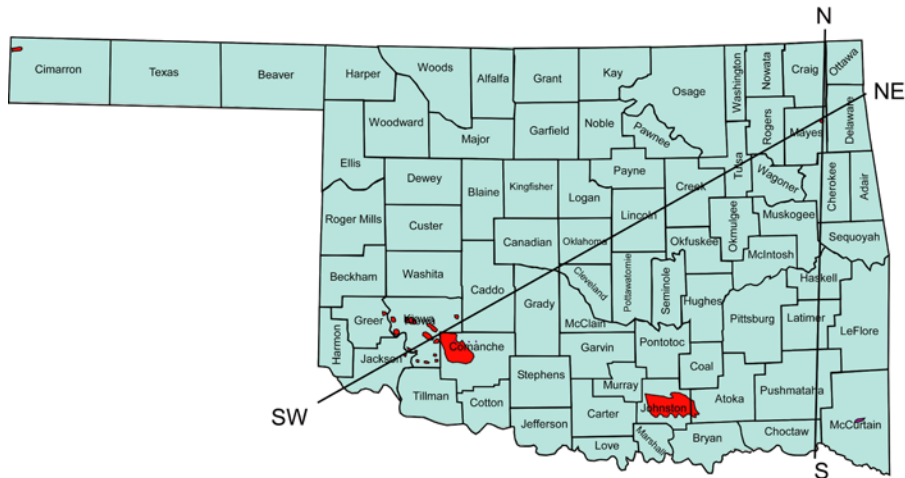 N
Cimarron
Texas
Beaver
Harper
Woods
Alfalfa
Grant
Kay
Osage
Washington
Nowata
Craig
Ottawa
NE
Woodward
Major
Garfield
Noble
Pawnee
Rogers
Mayes
Delaware
Ellis
Dewey
Blaine
Kingfisher
Logan
Payne
Creek
Tulsa
Wagoner
Cherokee
Adair
Roger Mills
Custer
Canadian
Oklahoma
Lincoln
Okfuskee
Okmulgee
Muskogee
Sequoyah
Beckham
Washita
Caddo
Grady
Cleveland
Pottawatomie
Seminole
Hughes
McIntosh
Haskell
Greer
Kiowa
McClain
Pittsburg
Latimer
LeFlore
Harmon
Jackson
Comanche
Garvin
Pontotoc
Coal
Tillman
Stephens
Murray
Johnston
Atoka
Pushmataha
SW
Cotton
Jefferson
Carter
Love
Marshall
Bryan
Choctaw
McCurtain
S